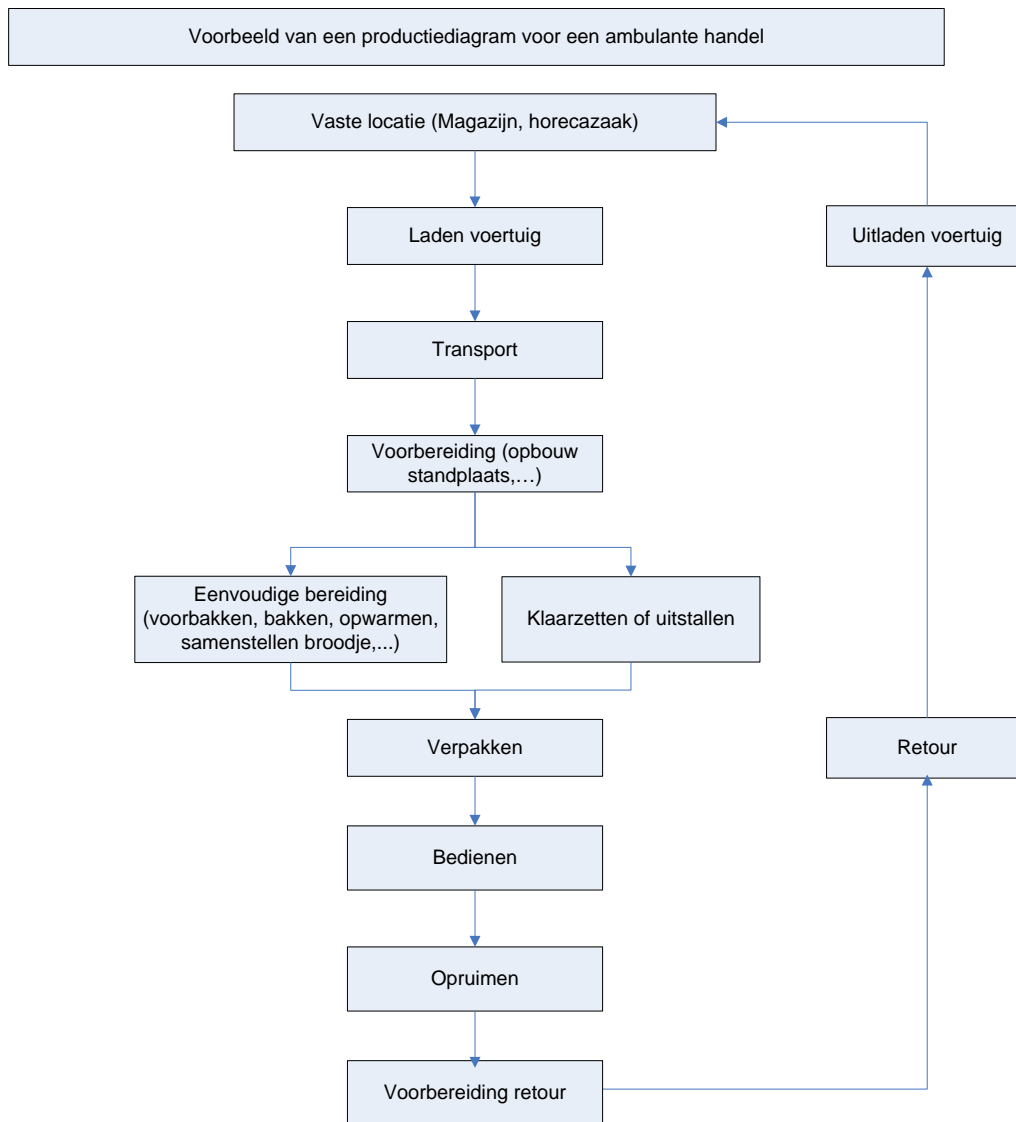 Voorbeeld van een productiediagram voor een ambulante handel
Vaste locatie (Magazijn, horecazaak)
Laden voertuig
Uitladen voertuig
Transport
Voorbereiding (opbouw
standplaats,…)
Eenvoudige bereiding
(voorbakken, bakken, opwarmen,
samenstellen broodje,...)
Klaarzetten of uitstallen
Verpakken
Retour
Bedienen
Opruimen
Voorbereiding retour